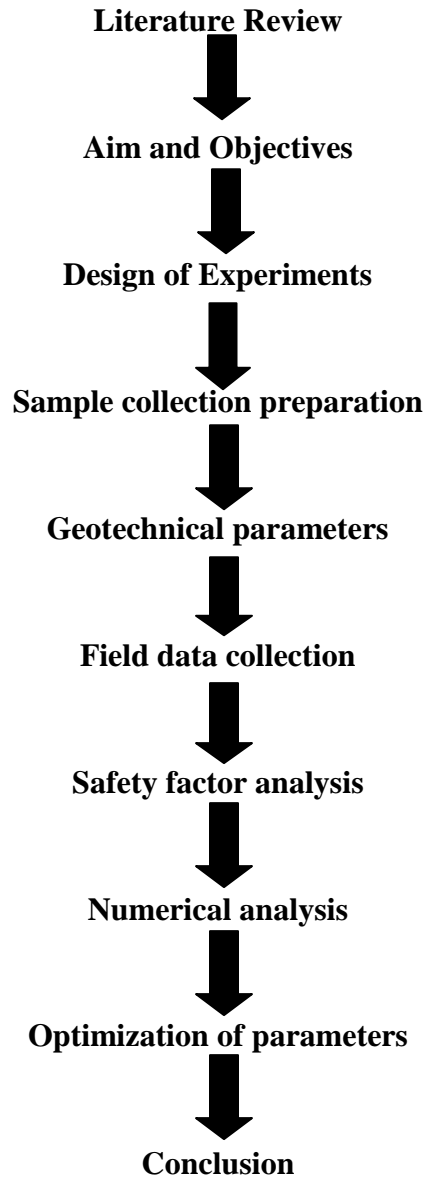 Literature Review
Aim and Objectives
Design of Experiments
Sample collection preparation
Geotechnical parameters
Field data collection
Safety factor analysis
Numerical analysis
Optimization of parameters
Conclusion